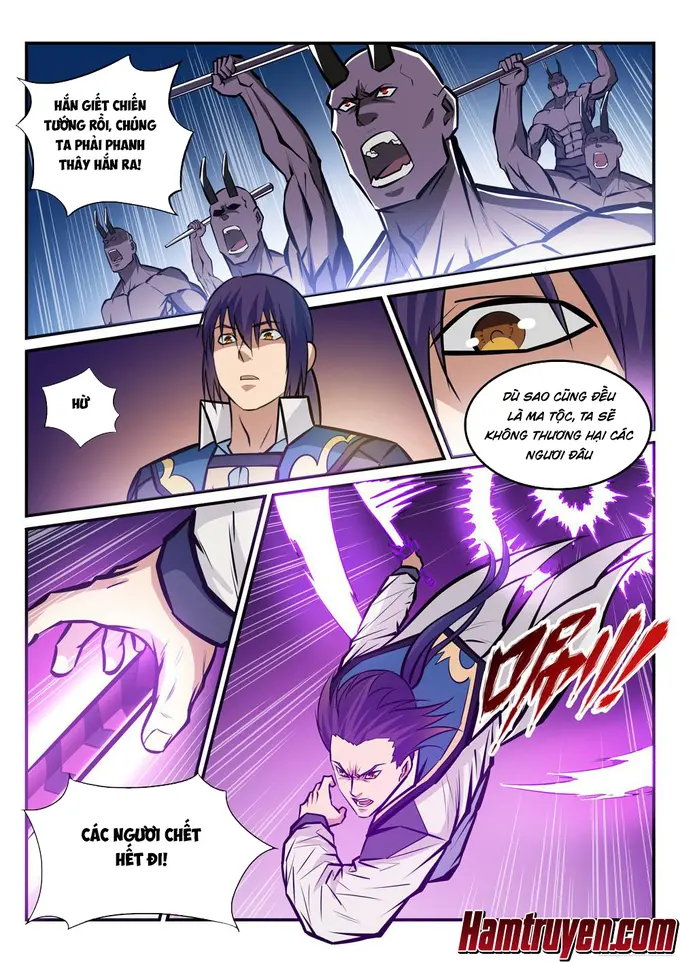 HẮN GIẾT CHIẾN
TƯỚNG RỒI, CHÚNG
TA PHẢI PHANH
THÂY HẮN RA!
HỪ
DÙ SAO CŨNG ĐỀU
LÀ MA TỘC, TA SẼ
KHÔNG THƯƠNG HẠI CÁC
NGƯƠI ĐÂU
CÁC NGƯƠI CHẾT
HẾT ĐI!
Hamtruyen.com